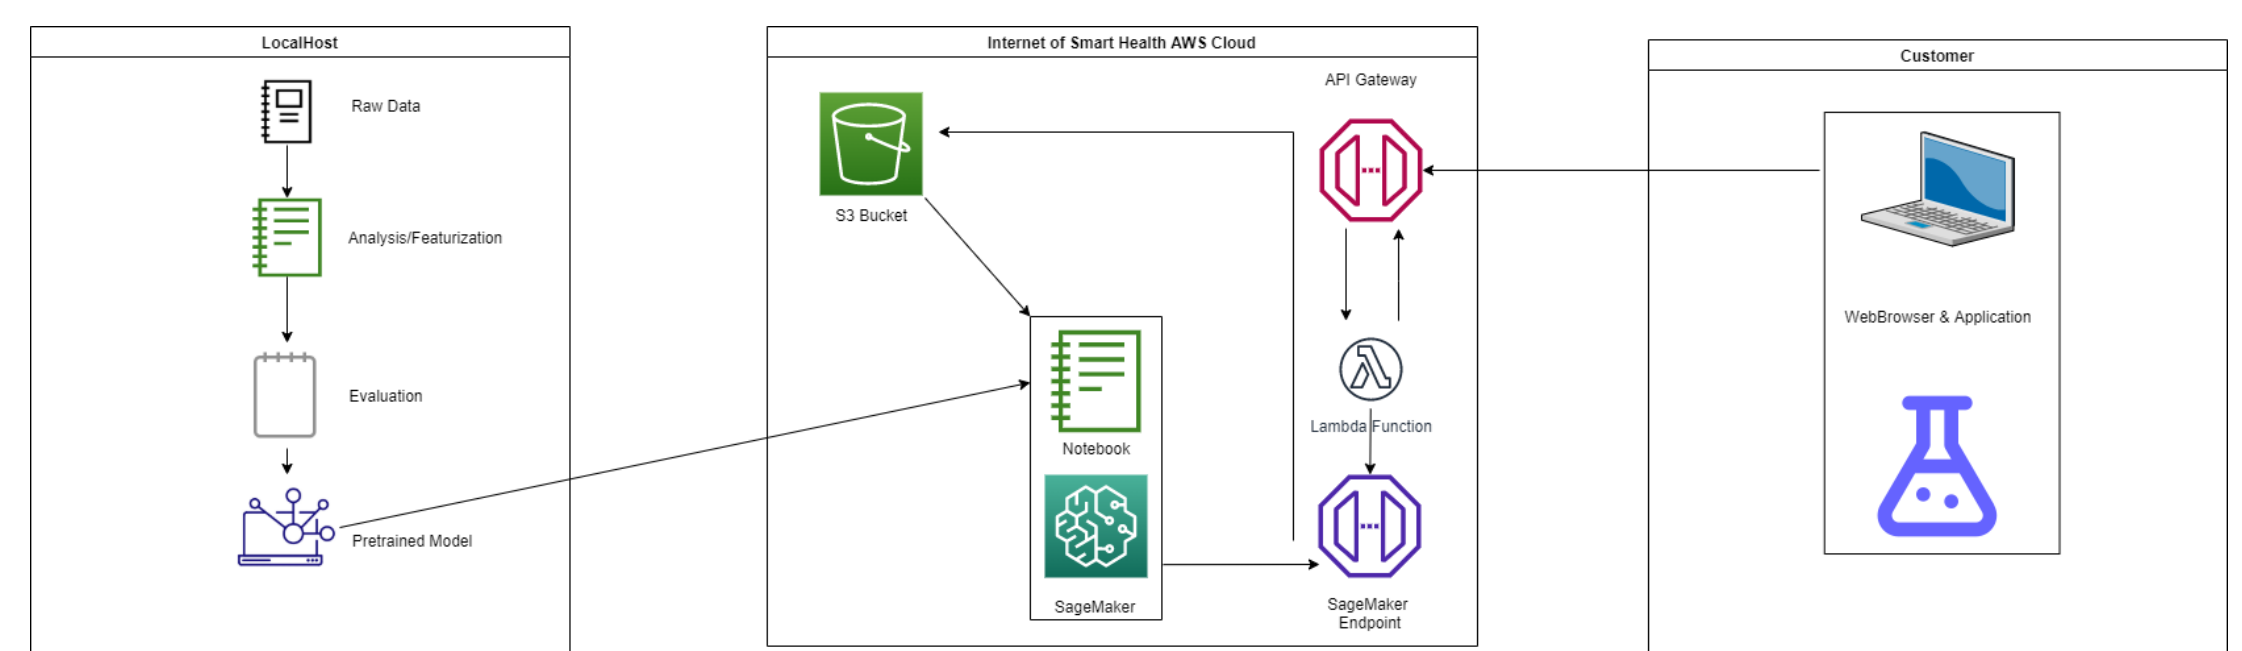 LocalHost
Raw Data
Analysis/Featurization
Evaluation
Pretrained Model
Internet of Smart Health AWS Cloud
API Gateway
S3 Bucket
Notebook
SageMaker
Lambda Function
SageMaker
Endpoint
Customer
WebBrowser & Application